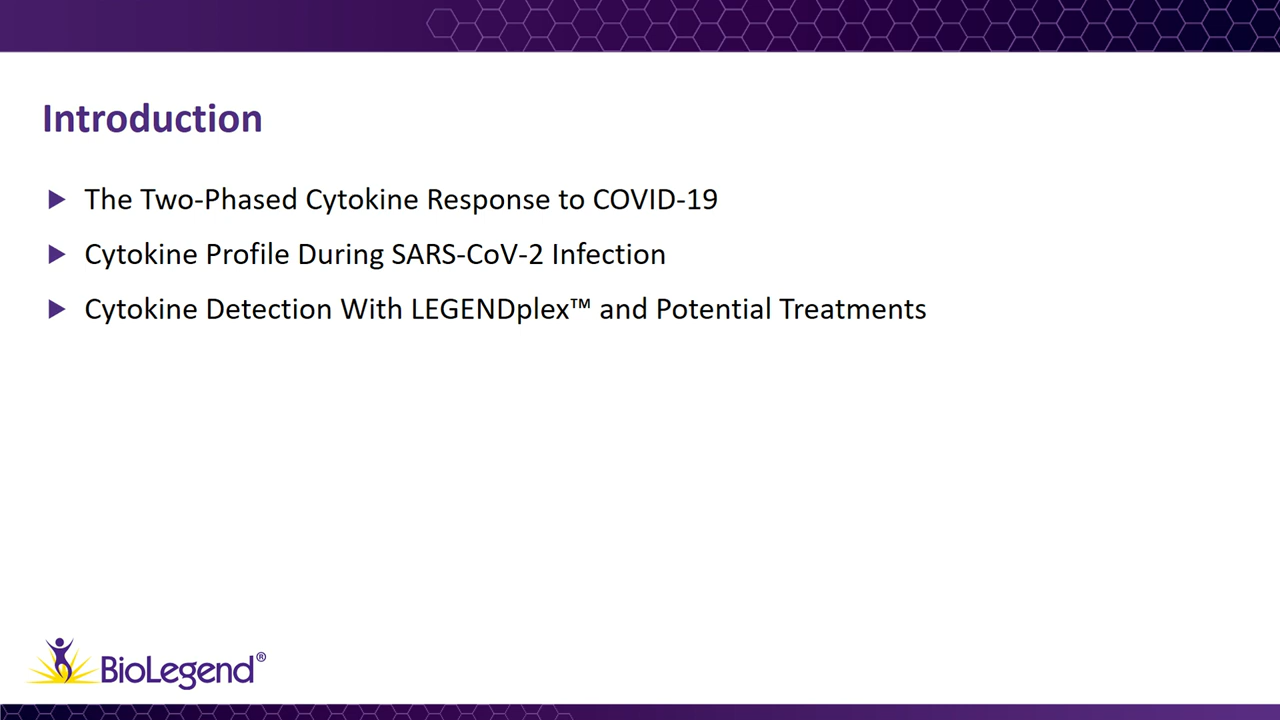 Introduction
The Two-Phased Cytokine Response to COVID-19
Cytokine Profile During SARS-CoV-2 Infection
Cytokine Detection With LEGENDplex™ and Potential Treatments
BioLegend®